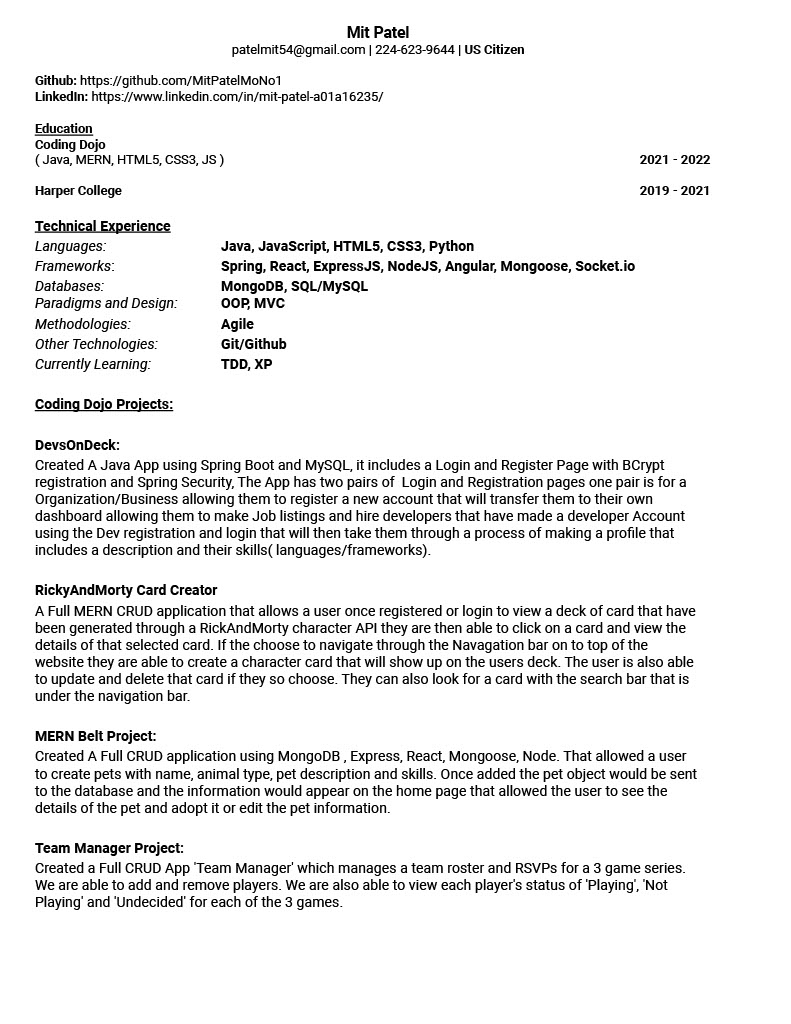 Mit Patel
patelmit54@gmail.com | 224-623-9644 | US Citizen
Github: https://github.com/MitPatelMoNo1
LinkedIn: https://www.linkedin.com/in/mit-patel-a01a16235/
Education
Coding Dojo
( Java, MERN, HTML5, CSS3, JS ) 2021 - 2022
Harper College 2019 - 2021
Technical Experience
Languages: Java, JavaScript, HTML5, CSS3, Python
Frameworks: Spring, React, ExpressJS, NodeJS, Angular, Mongoose, Socket.io
Databases: MongoDB, SQL/MySQL
Paradigms and Design: OOP, MVC
Methodologies: Agile
Other Technologies: Git/Github
Currently Learning: TDD, XP
Coding Dojo Projects:
DevsOnDeck:
Created A Java App using Spring Boot and MySQL, it includes a Login and Register Page with BCrypt
registration and Spring Security, The App has two pairs of Login and Registration pages one pair is for a
Organization/Business allowing them to register a new account that will transfer them to their own
dashboard allowing them to make Job listings and hire developers that have made a developer Account
using the Dev registration and login that will then take them through a process of making a profile that
includes a description and their skills( languages/frameworks).
RickyAndMorty Card Creator
A Full MERN CRUD application that allows a user once registered or login to view a deck of card that have
been generated through a RickAndMorty character API they are then able to click on a card and view the
details of that selected card. If the choose to navigate through the Navagation bar on to top of the
website they are able to create a character card that will show up on the users deck. The user is also able
to update and delete that card if they so choose. They can also look for a card with the search bar that is
under the navigation bar.
MERN Belt Project:
Created A Full CRUD application using MongoDB , Express, React, Mongoose, Node. That allowed a user
to create pets with name, animal type, pet description and skills. Once added the pet object would be sent
to the database and the information would appear on the home page that allowed the user to see the
details of the pet and adopt it or edit the pet information.
Team Manager Project:
Created a Full CRUD App 'Team Manager' which manages a team roster and RSVPs for a 3 game series.
We are able to add and remove players. We are also able to view each player's status of 'Playing', 'Not
Playing' and 'Undecided' for each of the 3 games.